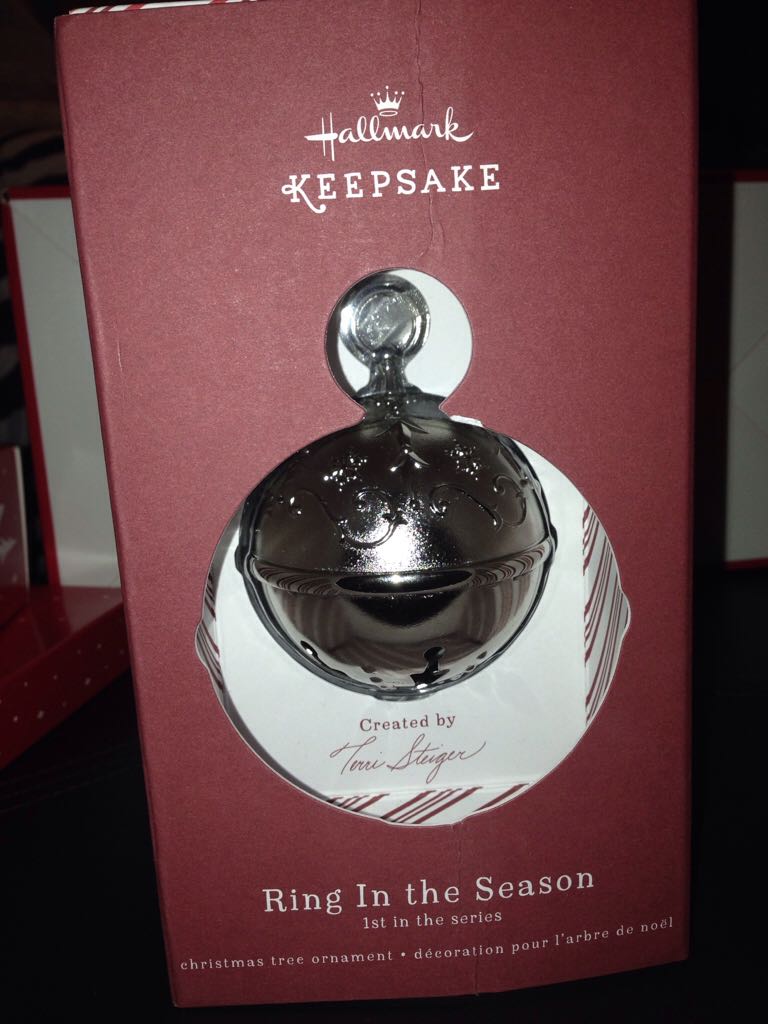 Hallmark
KEEPSAKE
Created by
Terri Steiger
Ring In the Season
1st in the series
christmas tree ornament • décoration pour l'arbre de noël